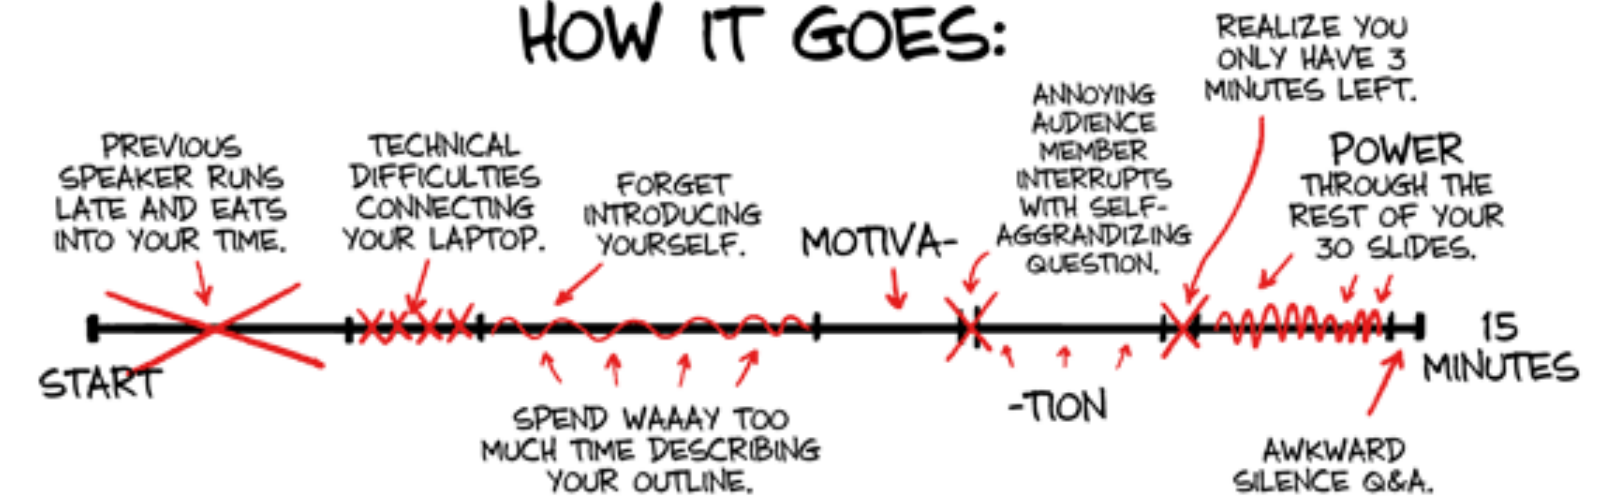 HOW IT GOES:
PREVIOUS
SPEAKER RUNS
LATE AND EATS
INTO YOUR TIME.
TECHNICAL
DIFFICULTIES
CONNECTING
YOUR LAPTOP.
FORGET
INTRODUCING
YOURSELF.
SPEND WAAAY TOO
MUCH TIME DESCRIBING
YOUR OUTLINE.
MOTIVA-
ANNOYING
AUDIENCE
MEMBER
INTERRUPTS
WITH SELF-
AGGRANDIZING
QUESTION.
-TION
REALIZE YOU
ONLY HAVE 3
MINUTES LEFT.
POWER
THROUGH THE
REST OF YOUR
30 SLIDES.
AWKWARD
SILENCE Q&A.
START
15
MINUTES